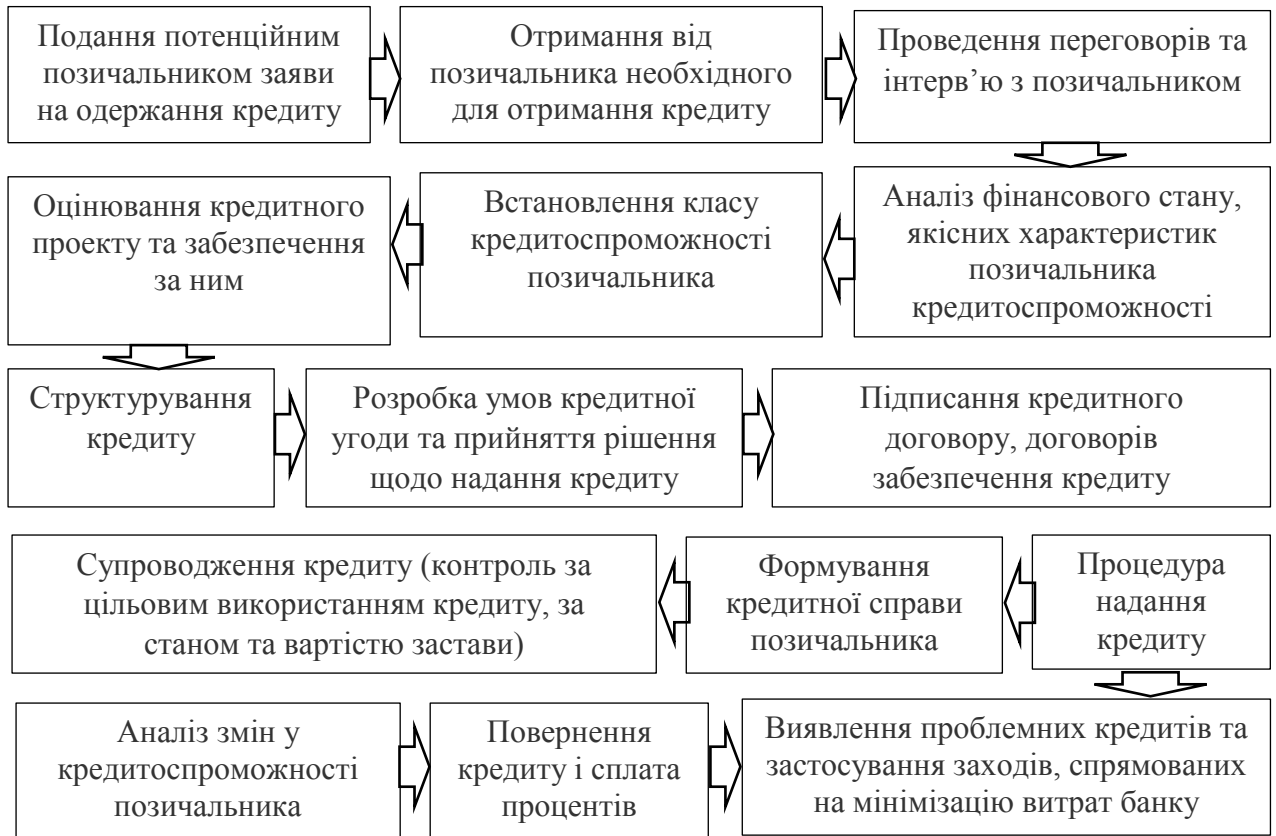 Подання потенційним
позичальником заяви
на одержання кредиту
Отримання від
позичальника необхідного
для отримання кредиту
Проведення переговорів та
інтерв’ю з позичальником
Оцінювання кредитного
проекту та забезпечення
за ним
Встановлення класу
кредитоспроможності
позичальника
Аналіз фінансового стану,
якісних характеристик
позичальника
кредитоспроможності
Структурування
кредиту
Розробка умов кредитної
угоди та прийняття рішення
щодо надання кредиту
Підписання кредитного
договору, договорів
забезпечення кредиту
Супроводження кредиту (контроль за
цільовим використанням кредиту, за
станом та вартістю застави)
Формування
кредитної справи
позичальника
Процедура
надання
кредиту
Аналіз змін у
кредитоспроможності
позичальника
Повернення
кредиту і сплата
процентів
Виявлення проблемних кредитів та
застосування заходів, спрямованих
на мінімізацію витрат банку